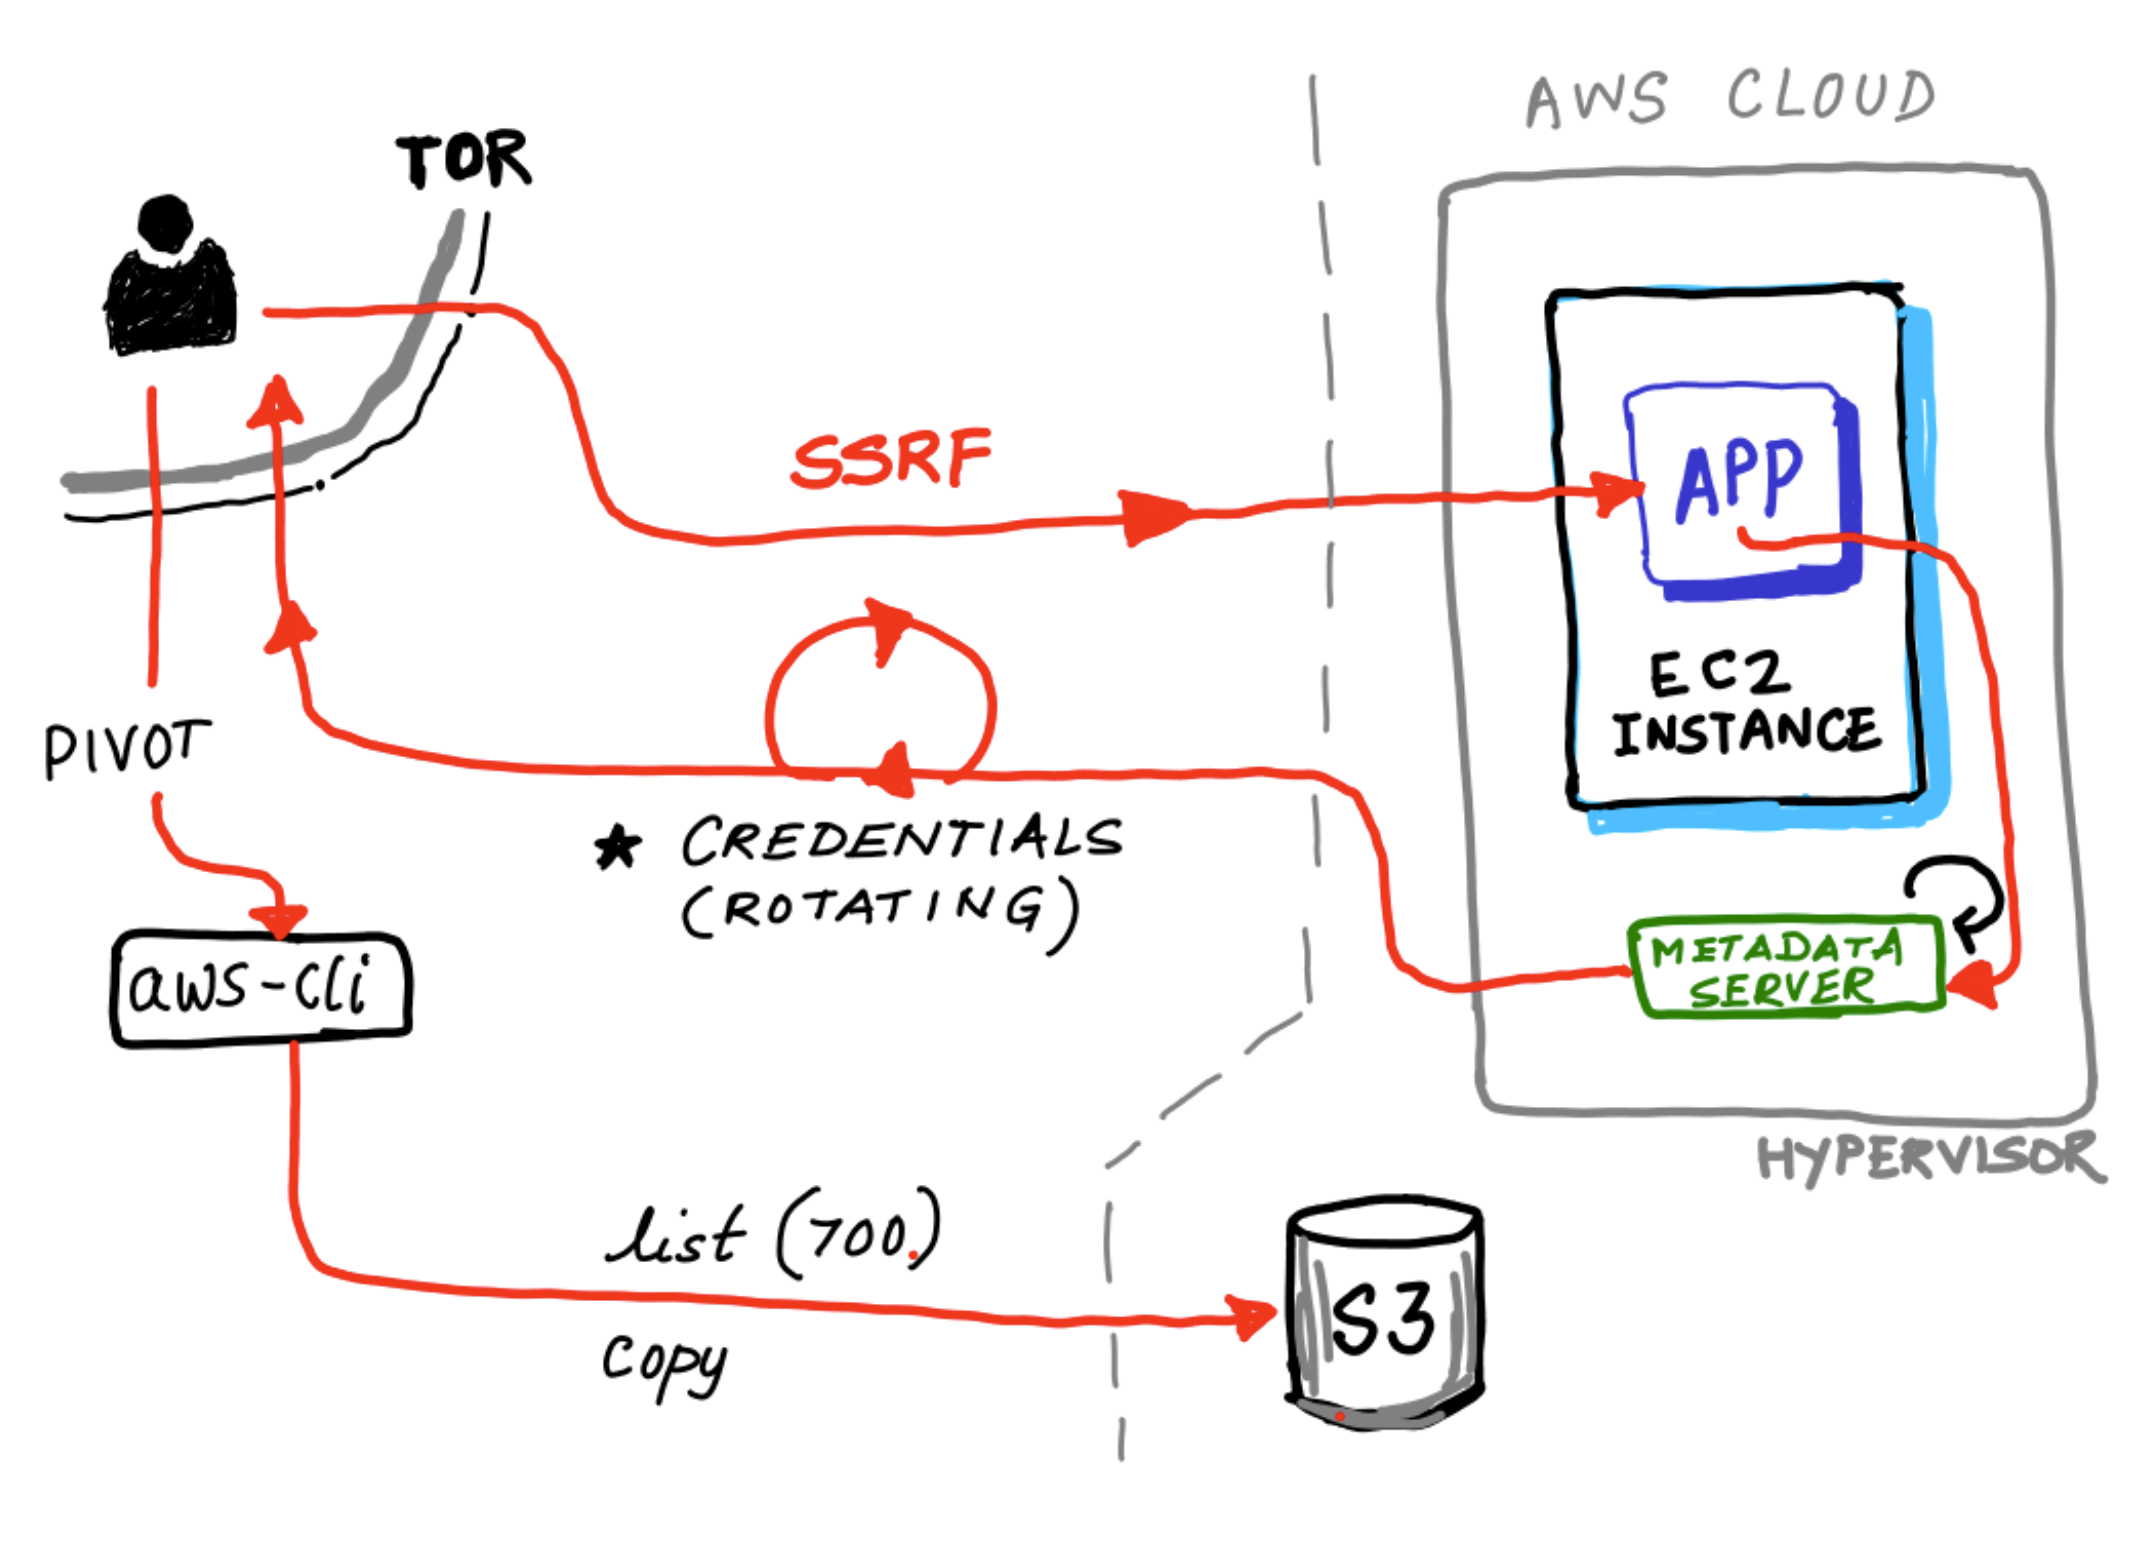 AWS CLOUD
TOR
SSRF
APP
EC2
INSTANCE
PIVOT
* CREDENTIALS
(ROTATING)
METADATA
SERVER
aws-cli
HYPERVISOR
list (700.)
copy
S3